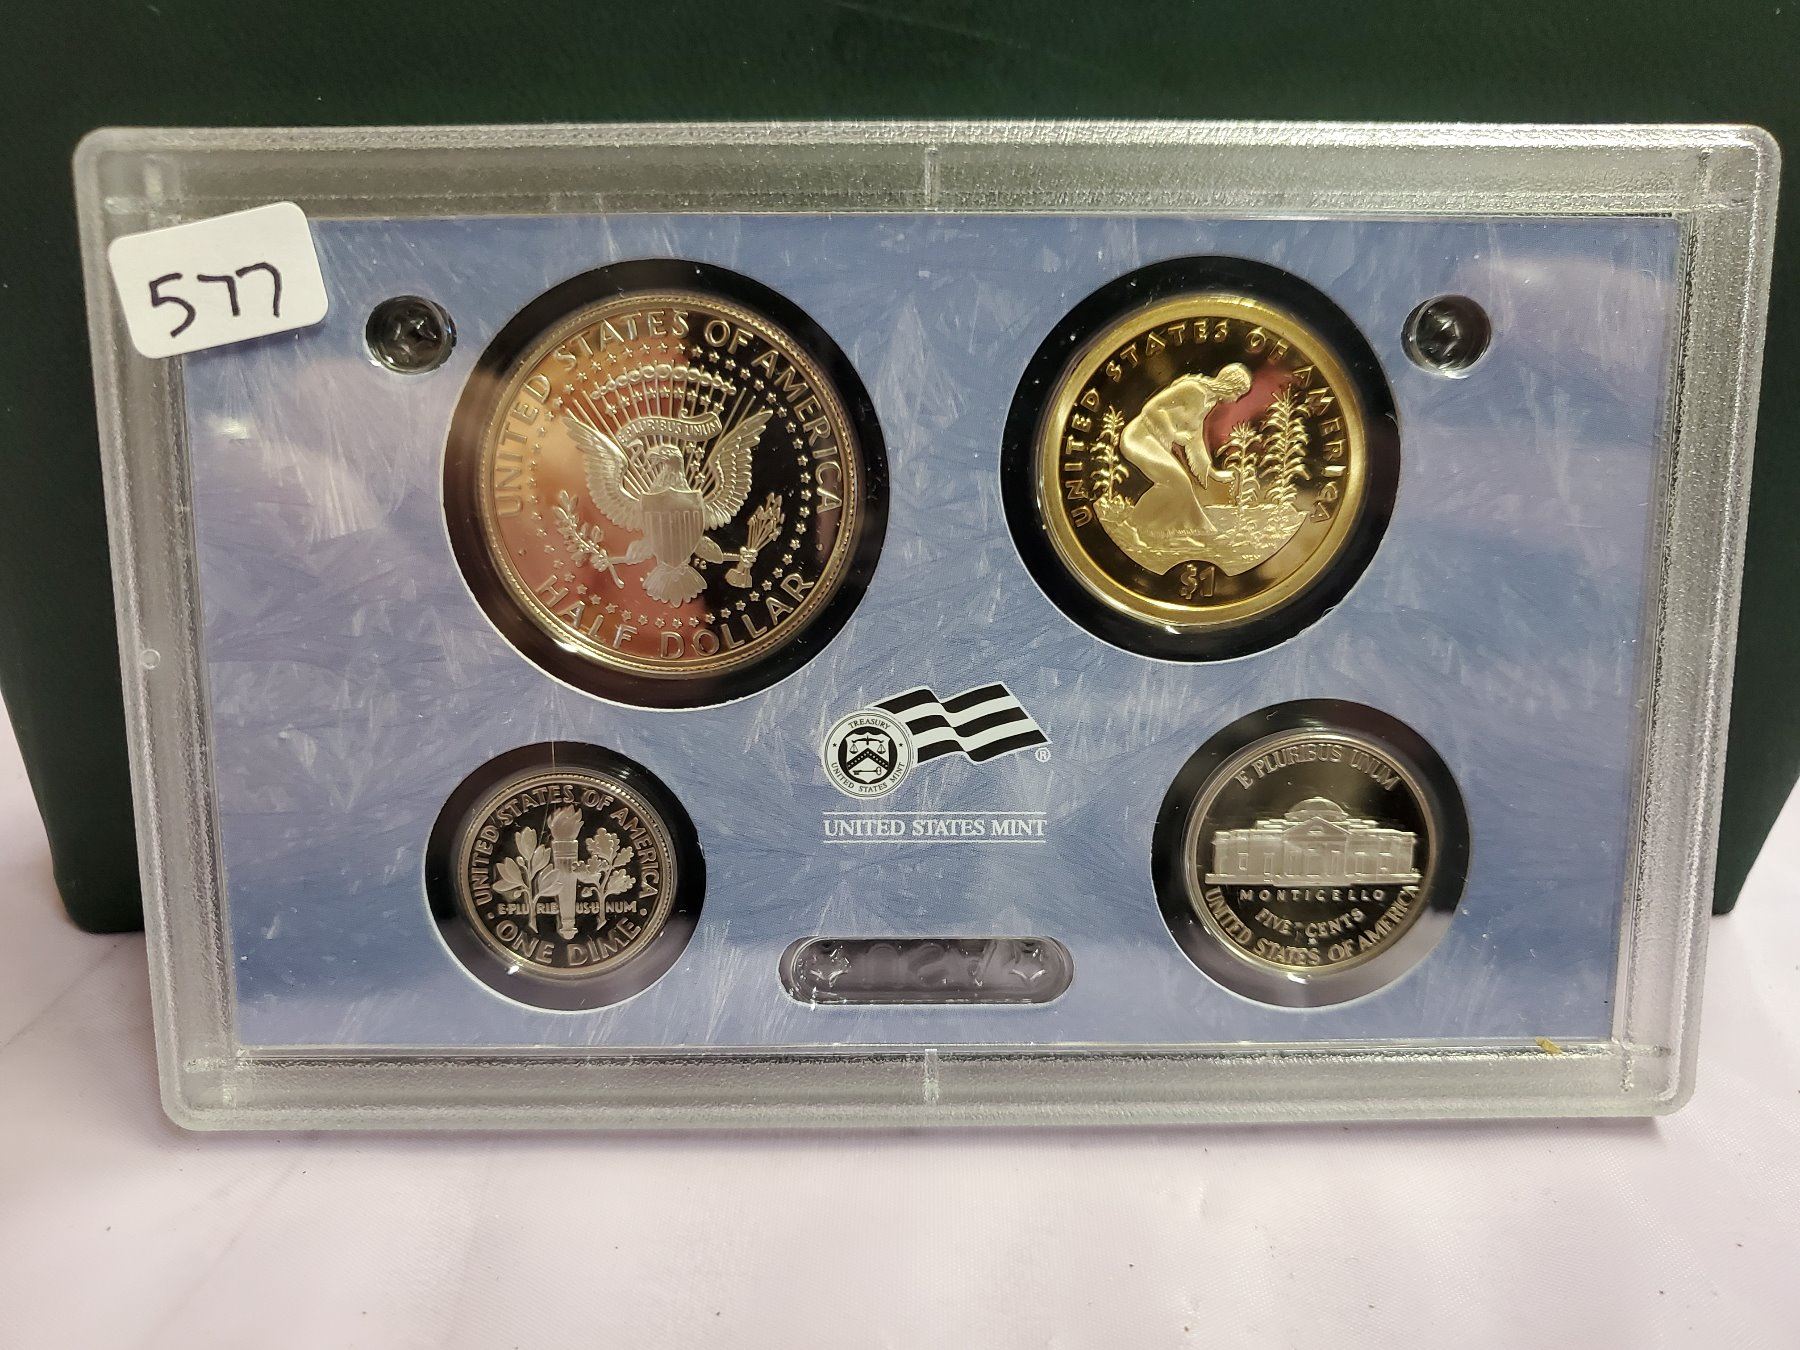 577
UNITED STATES OF AMERICA
E PLURIBUS UNUM
FG
HALF DOLLAR
UNITED STATES OF AMERICA
$1
TREASURY
UNITED STATES MINT
®
UNITED STATES MINT
UNITED STATES OF AMERICA
E PLURIBUS UNUM
ONE DIME
E PLURIBUS UNUM
MONTICELLO
FIVE CENTS
UNITED STATES OF AMERICA